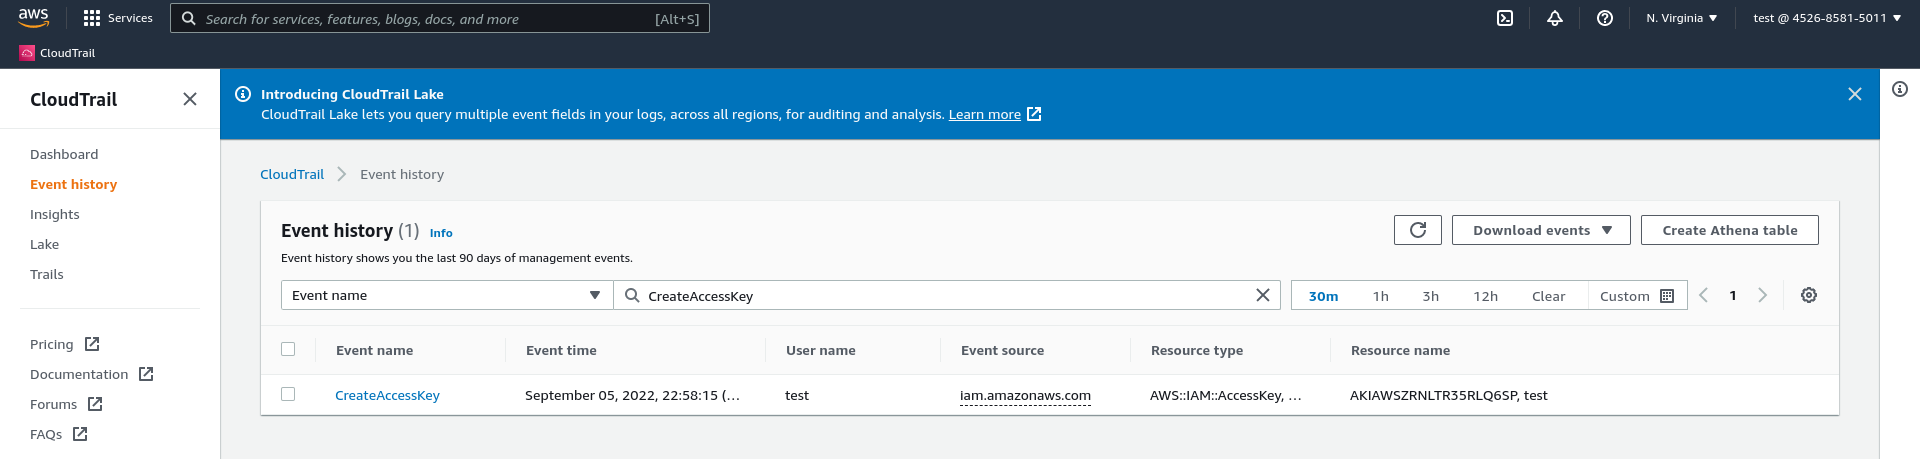 aws
Services
Search for services, features, blogs, docs, and more [Alt+S]
N. Virginia
test @ 4526-8581-5011
CloudTrail
CloudTrail
Dashboard
Event history
Insights
Lake
Trails
Pricing
Documentation
Forums
FAQs
Introducing CloudTrail Lake
CloudTrail Lake lets you query multiple event fields in your logs, across all regions, for auditing and analysis. Learn more
CloudTrail Event history
Event history (1) Info
Download events
Create Athena table
Event history shows you the last 90 days of management events.
Event name CreateAccessKey 30m 1h 3h 12h Clear Custom 1
Event name Event time User name Event source Resource type Resource name
CreateAccessKey September 05, 2022, 22:58:15 (... test iam.amazonaws.com AWS::IAM::AccessKey, ... AKIAWSZRNLTR35RLQ6SP, test